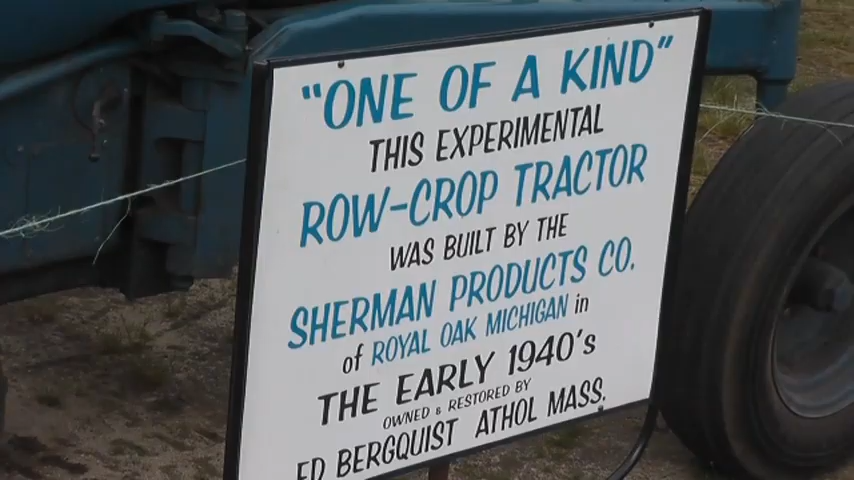 "ONE OF A KIND"
THIS EXPERIMENTAL
ROW-CROP TRACTOR
WAS BUILT BY THE
SHERMAN PRODUCTS CO.
of ROYAL OAK MICHIGAN in
THE EARLY 1940's
OWNED & RESTORED BY
ED BERGQUIST ATHOL MASS.